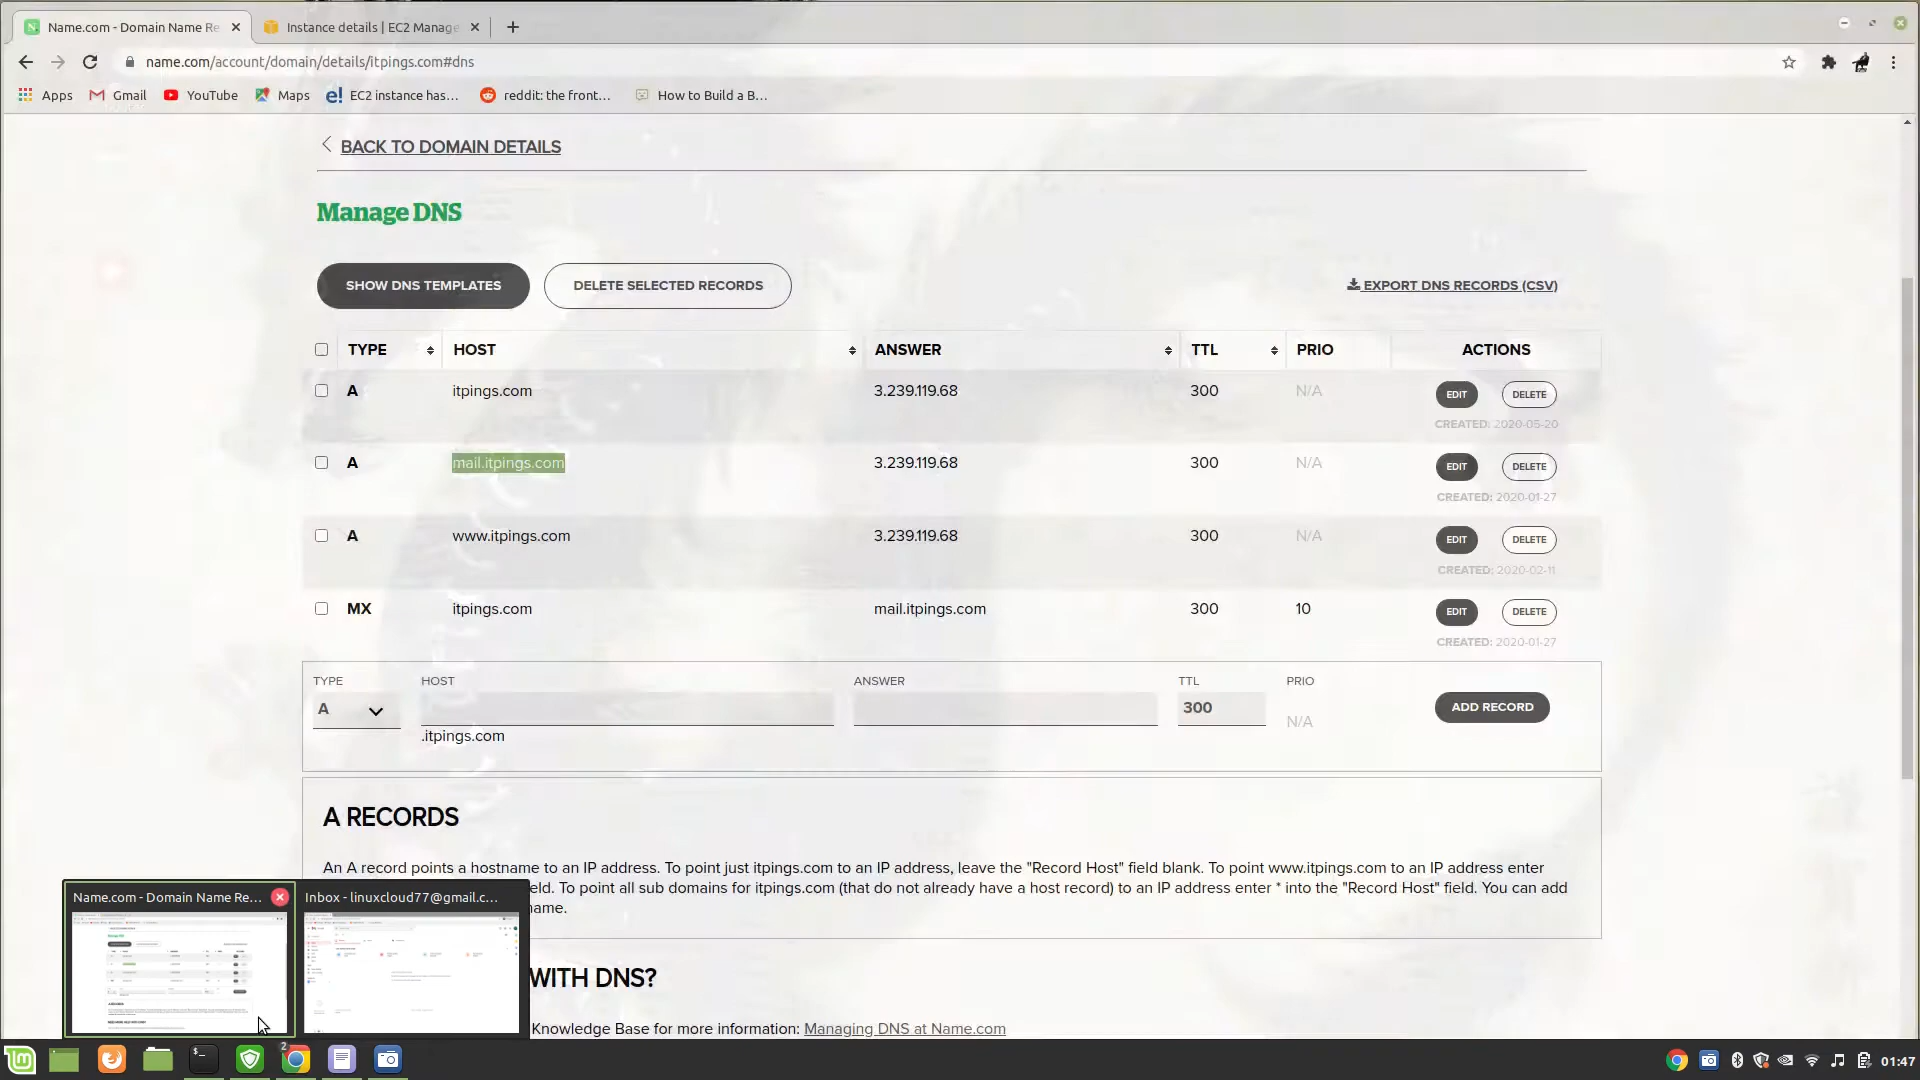 Name.com - Domain Name Re
Instance details | EC2 Manage
name.com/account/domain/details/itpings.com#dns
Apps
Gmail
YouTube
Maps
EC2 instance has...
reddit: the front...
How to Build a B...
BACK TO DOMAIN DETAILS
Manage DNS
SHOW DNS TEMPLATES
DELETE SELECTED RECORDS
EXPORT DNS RECORDS (CSV)
TYPE HOST ANSWER TTL PRIO ACTIONS
A itpings.com 3.239.119.68 300 N/A EDIT DELETE
CREATED: 2020-05-20
A mail.itpings.com 3.239.119.68 300 N/A EDIT DELETE
CREATED: 2020-01-27
A www.itpings.com 3.239.119.68 300 N/A EDIT DELETE
CREATED: 2020-02-11
MX itpings.com mail.itpings.com 300 10 EDIT DELETE
CREATED: 2020-01-27
TYPE HOST ANSWER TTL PRIO
A 300 N/A ADD RECORD
.itpings.com
A RECORDS
An A record points a hostname to an IP address. To point just itpings.com to an IP address, leave the "Record Host" field blank. To point www.itpings.com to an IP address enter
eld. To point all sub domains for itpings.com (that do not already have a host record) to an IP address enter * into the "Record Host" field. You can add
name.
WITH DNS?
Knowledge Base for more information: Managing DNS at Name.com
Name.com - Domain Name Re...
Inbox - linuxcloud77@gmail.c...
2
01:47